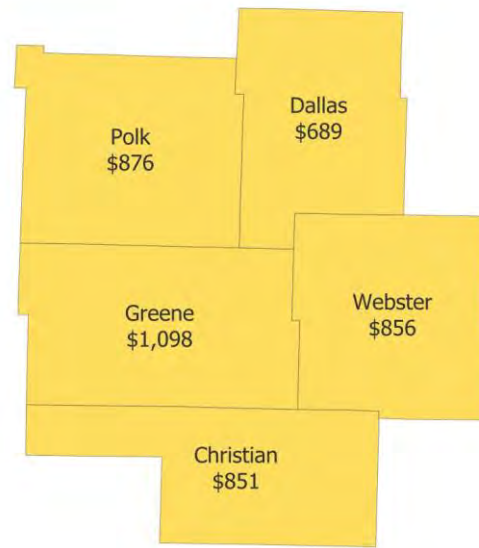 Dallas
$689
Polk
$876
Webster
$856
Greene
$1,098
Christian
$851